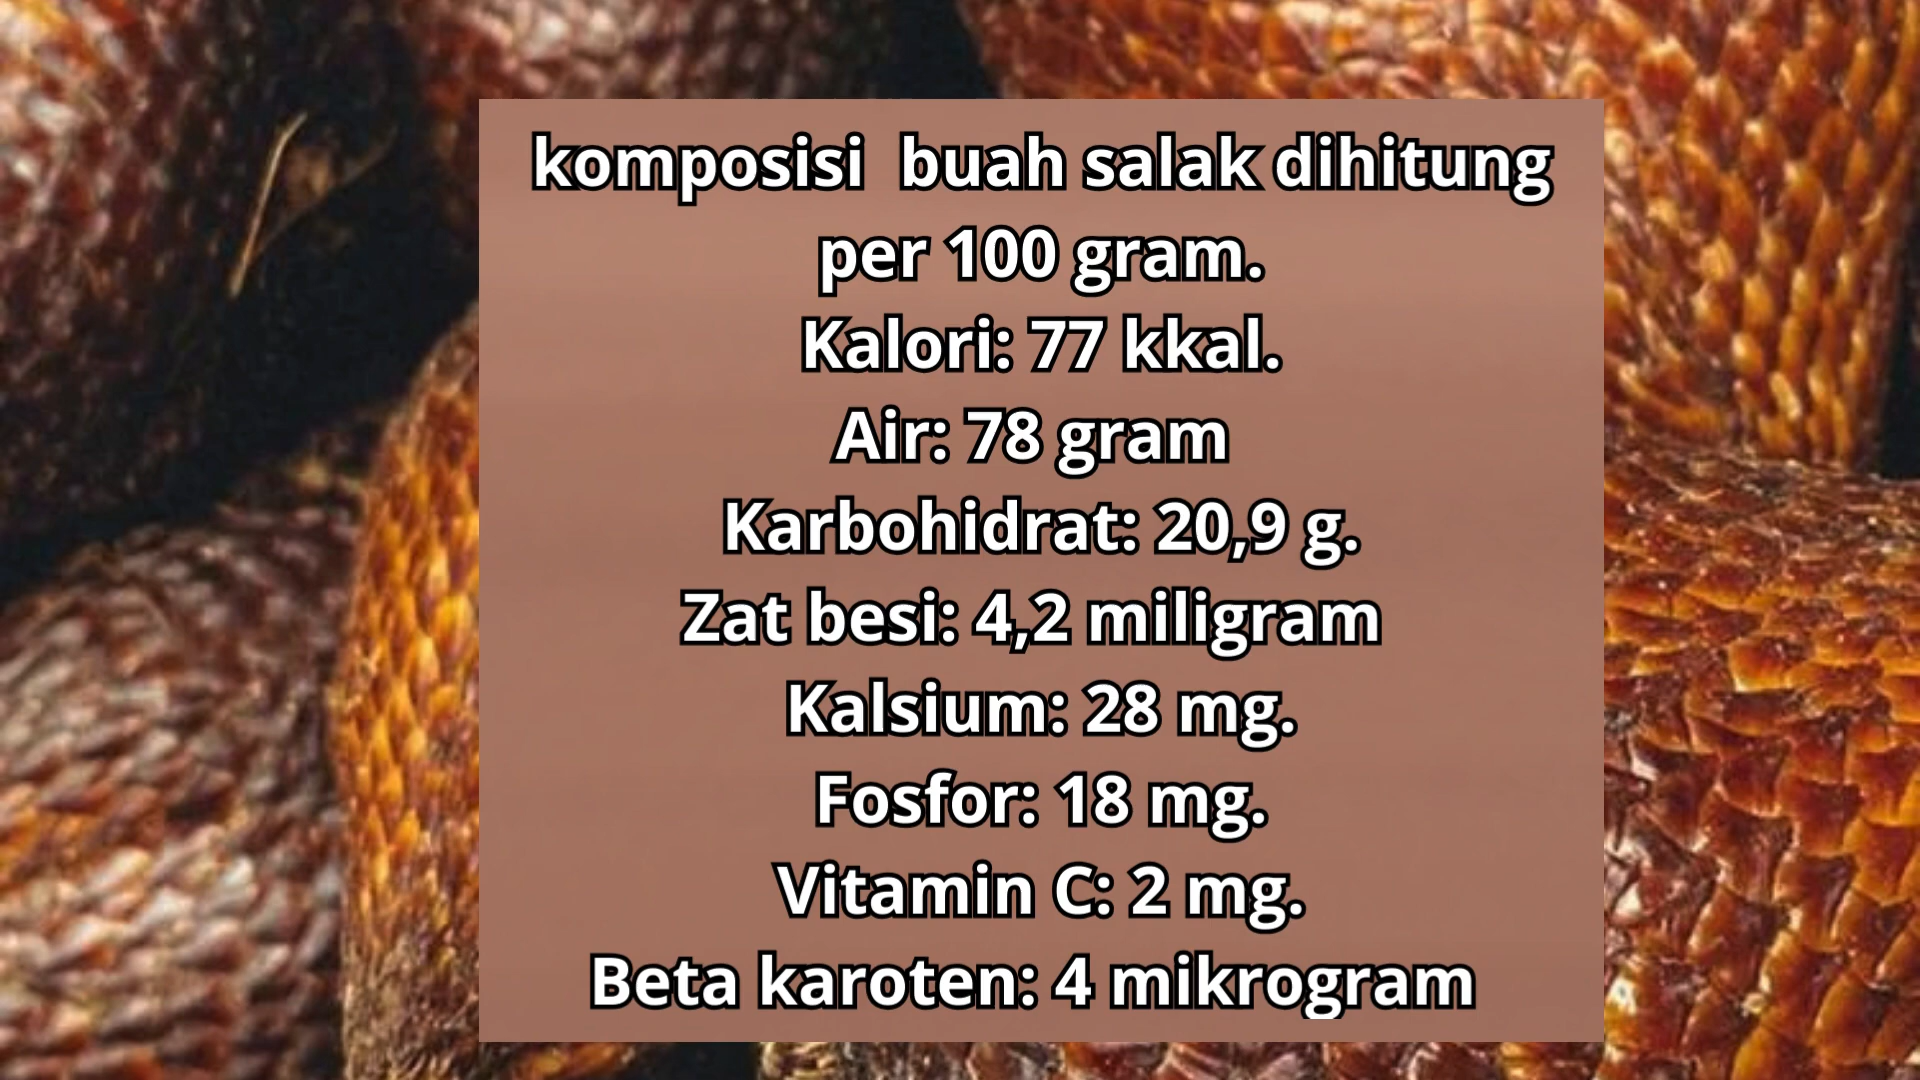 komposisi  buah salak dihitung
per 100 gram.
Kalori: 77 kkal.
Air: 78 gram
Karbohidrat: 20,9 g.
Zat besi: 4,2 miligram
Kalsium: 28 mg.
Fosfor: 18 mg.
Vitamin C: 2 mg.
Beta karoten: 4 mikrogram